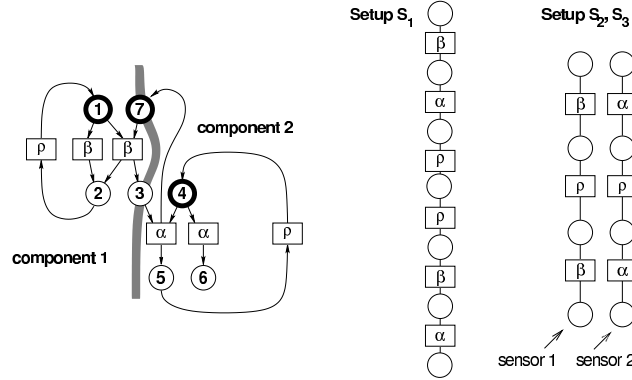 Setup S1
Setup S2, S3
component 2
component 1
1
7
ρ
β
β
2
3
4
α
α
ρ
5
6
β
α
ρ
ρ
β
α
β
α
ρ
ρ
β
α
sensor 1
sensor 2